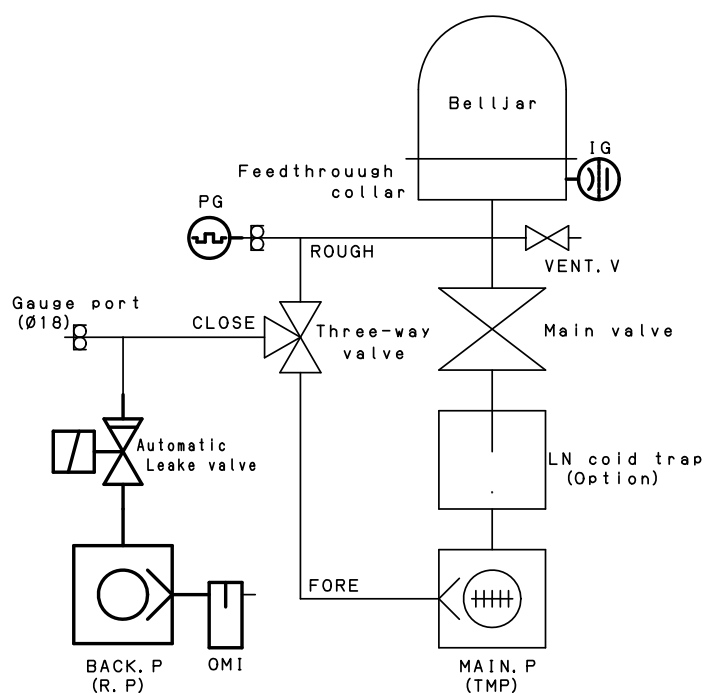 Belljar
IG
Feedthrouugh
collar
PG
ROUGH
VENT. V
Gauge port
(Ø18)
CLOSE
Three-way
valve
Main valve
Automatic
Leake valve
LN coid trap
(Option)
FORE
BACK. P
(R. P)
OMI
MAIN. P
(TMP)